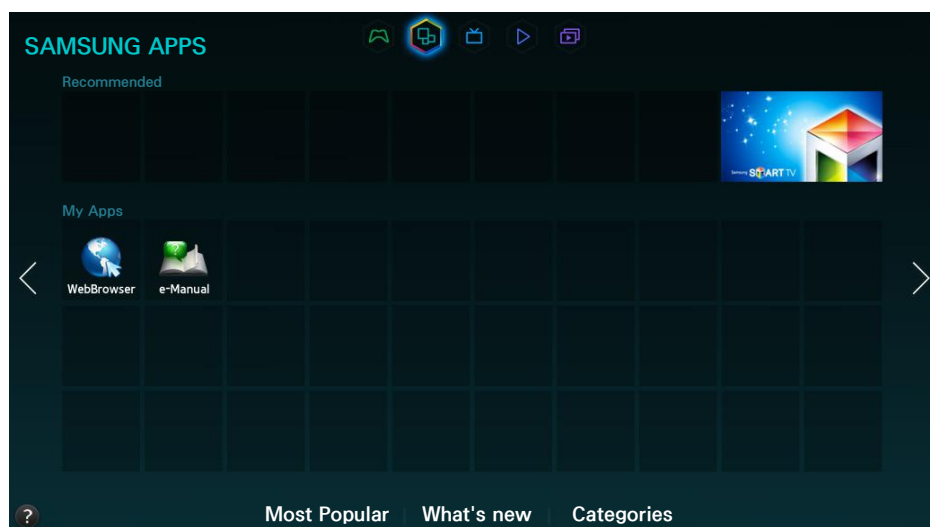 SAMSUNG APPS
Recommended
Samsung SMART TV
My Apps
WebBrowser e-Manual
?
Most Popular What's new Categories